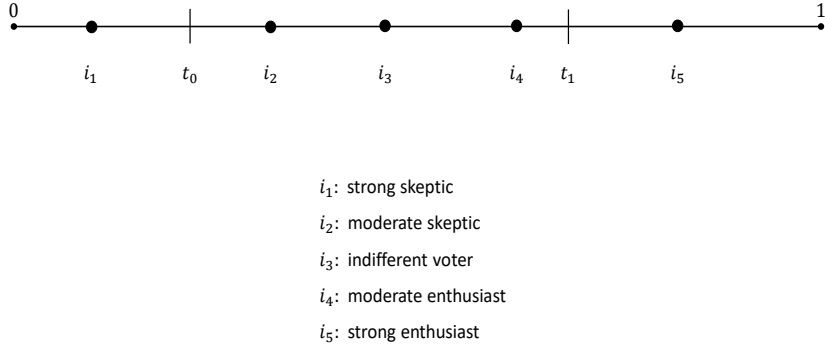 0 1
i₁ t₀ i₂ i₃ i₄ t₁ i₅
i₁: strong skeptic
i₂: moderate skeptic
i₃: indifferent voter
i₄: moderate enthusiast
i₅: strong enthusiast